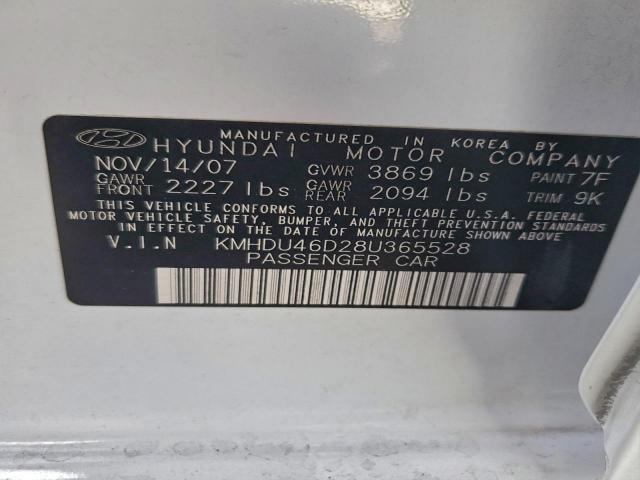 MANUFACTURED IN KOREA BY
HYUNDAI MOTOR COMPANY
NOV/14/07 GVWR 3869 lbs PAINT 7F
GAWR FRONT 2227 lbs GAWR REAR 2094 lbs TRIM 9K
THIS VEHICLE CONFORMS TO ALL APPLICABLE U.S.A. FEDERAL
MOTOR VEHICLE SAFETY, BUMPER, AND THEFT PREVENTION STANDARDS
IN EFFECT ON THE DATE OF MANUFACTURE SHOWN ABOVE
V.I.N KMHDU46D28U365528
PASSENGER CAR